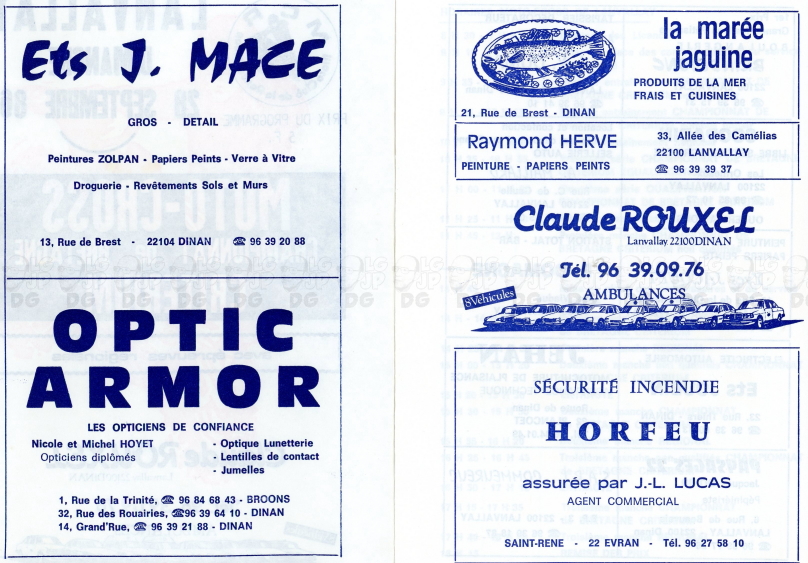 Ets J. MACE
GROS - DETAIL
Peintures ZOLPAN - Papiers Peints - Verre à Vitre
Droguerie - Revêtements Sols et Murs
13, Rue de Brest - 22104 DINAN ☎ 96 39 20 88
OPTIC
ARMOR
LES OPTICIENS DE CONFIANCE
Nicole et Michel HOYET
Opticiens diplômés
- Optique Lunetterie
- Lentilles de contact
- Jumelles
1, Rue de la Trinité, ☎ 96 84 68 43 - BROONS
32, Rue des Rouairies, ☎96 39 64 10 - DINAN
14, Grand'Rue, ☎ 96 39 21 88 - DINAN
la marée
jaguine
PRODUITS DE LA MER
FRAIS ET CUISINES
21, Rue de Brest - DINAN
Raymond HERVE
PEINTURE - PAPIERS PEINTS
33, Allée des Camélias
22100 LANVALLAY
☎ 96 39 39 37
Claude ROUXEL
Lanvallay 22100 DINAN
Tél. 96 39.09.76
8 Véhicules
AMBULANCES
SÉCURITÉ INCENDIE
HORFEU
assurée par J.-L. LUCAS
AGENT COMMERCIAL
SAINT-RENE - 22 EVRAN - Tél. 96 27 58 10